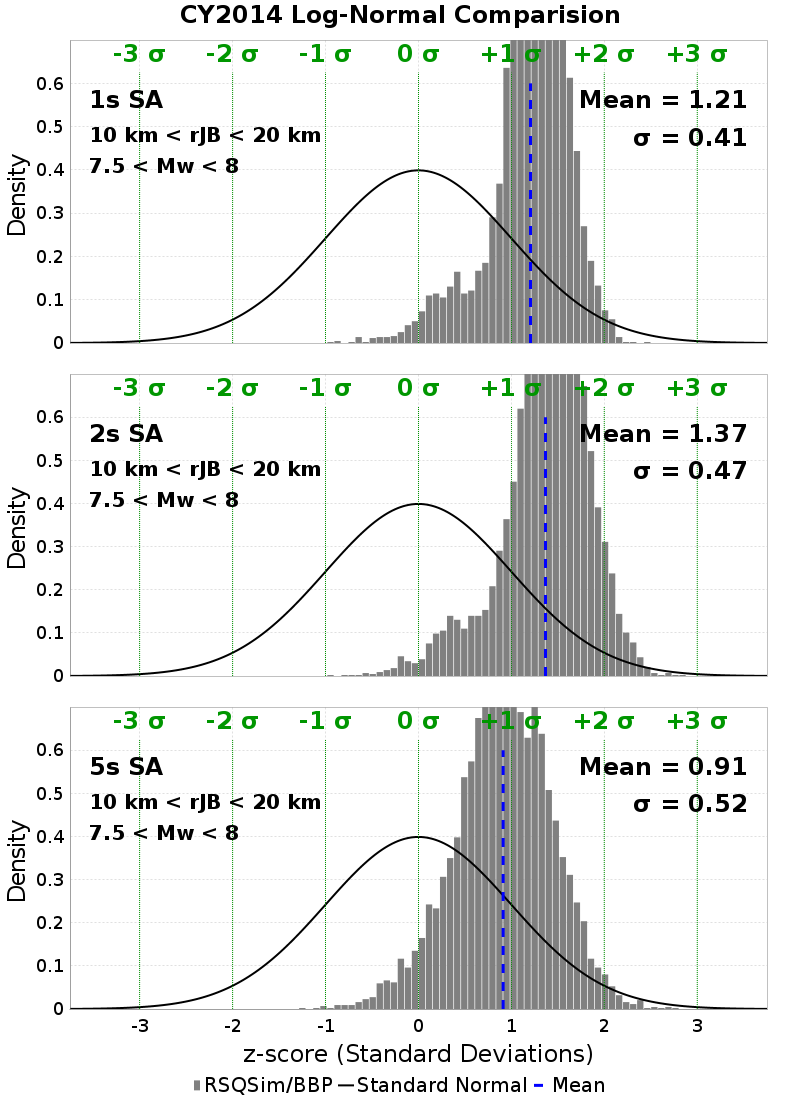 CY2014 Log-Normal Comparision
-3 σ -2 σ -1 σ 0 σ +1 σ +2 σ +3 σ
1s SA
10 km < rJB < 20 km
7.5 < Mw < 8
Mean = 1.21
σ = 0.41
Density
0.6
0.5
0.4
0.3
0.2
0.1
0
-3 σ -2 σ -1 σ 0 σ +1 σ +2 σ +3 σ
2s SA
10 km < rJB < 20 km
7.5 < Mw < 8
Mean = 1.37
σ = 0.47
Density
0.6
0.5
0.4
0.3
0.2
0.1
0
-3 σ -2 σ -1 σ 0 σ +1 σ +2 σ +3 σ
5s SA
10 km < rJB < 20 km
7.5 < Mw < 8
Mean = 0.91
σ = 0.52
Density
0.6
0.5
0.4
0.3
0.2
0.1
0
-3 -2 -1 0 1 2 3
z-score (Standard Deviations)
RSQSim/BBP Standard Normal Mean